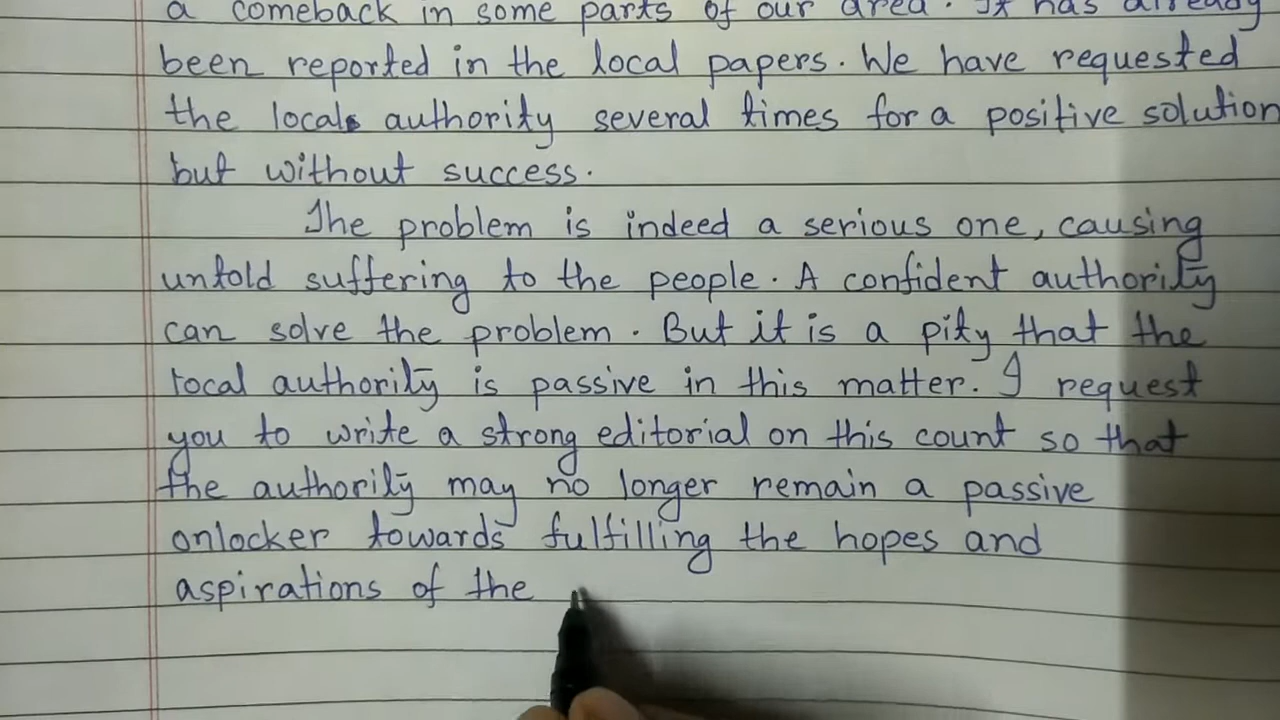 a comeback in some parts of our area. It has already
been reported in the local papers. We have requested
the locals authority several times for a positive solution
but without success.
The problem is indeed a serious one, causing
untold suffering to the people. A confident authority
can solve the problem. But it is a pity that the
local authority is passive in this matter. I request
you to write a strong editorial on this count so that
the authority may no longer remain a passive
onlocker towards fulfilling the hopes and
aspirations of the